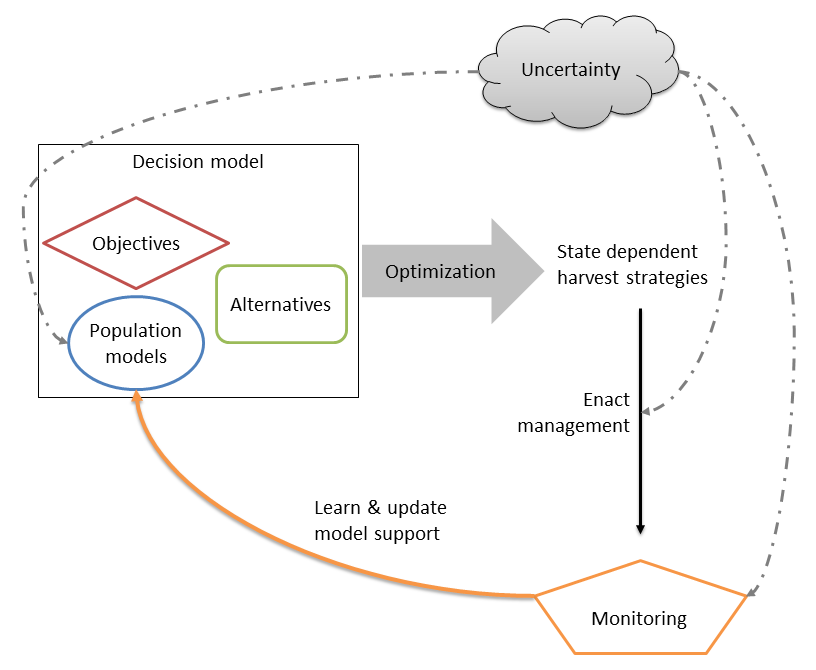 Uncertainty
Decision model
Objectives
Alternatives
Population
models
Optimization
State dependent
harvest strategies
Enact
management
Learn & update
model support
Monitoring